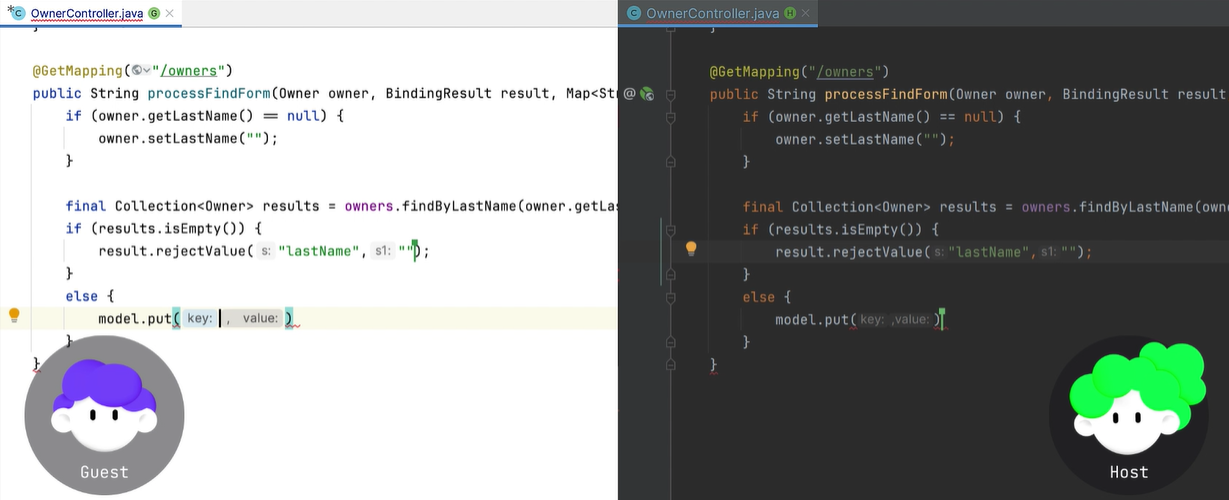 OwnerController.java G
@GetMapping("/owners")
public String processFindForm(Owner owner, BindingResult result, Map<Str
if (owner.getLastName() == null) {
owner.setLastName("");
}
final Collection<Owner> results = owners.findByLastName(owner.getLas
if (results.isEmpty()) {
result.rejectValue(s: "lastName", s1: "");
}
else {
model.put(key: , value: )
}
}
Guest
OwnerController.java H
@GetMapping("/owners")
public String processFindForm(Owner owner, BindingResult result
if (owner.getLastName() == null) {
owner.setLastName("");
}
final Collection<Owner> results = owners.findByLastName(owne
if (results.isEmpty()) {
result.rejectValue(s: "lastName", s1: "");
}
else {
model.put(key: ,value: )
}
}
Host